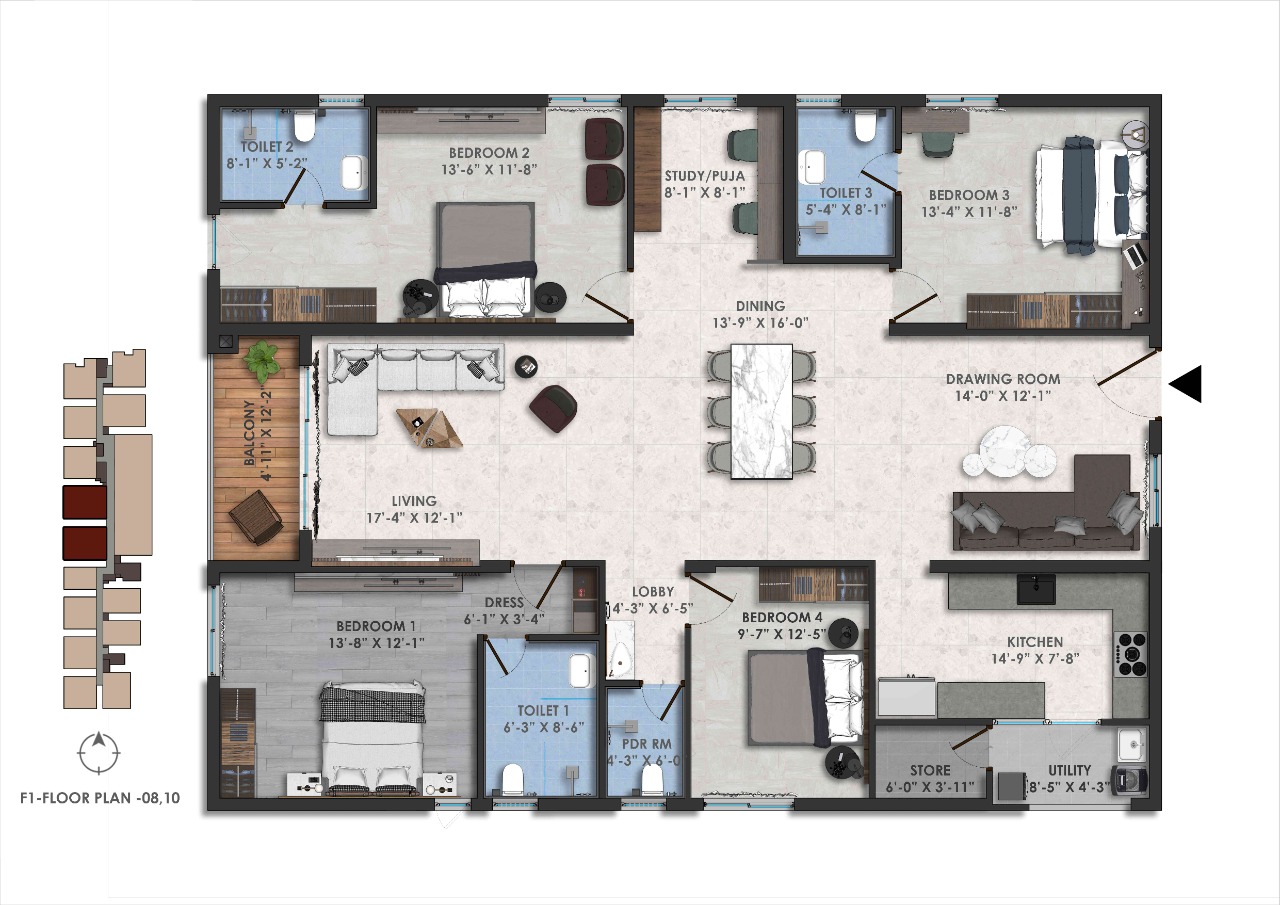 TOILET 2
8'-1" X 5'-2"
BEDROOM 2
13'-6" X 11'-8"
STUDY/PUJA
8'-1" X 8'-1"
TOILET 3
5'-4" X 8'-1"
BEDROOM 3
13'-4" X 11'-8"
DINING
13'-9" X 16'-0"
DRAWING ROOM
14'-0" X 12'-1"
BALCONY
4'-11" X 12'-2"
LIVING
17'-4" X 12'-1"
DRESS
6'-1" X 3'-4"
LOBBY
4'-3" X 6'-5"
BEDROOM 1
13'-8" X 12'-1"
BEDROOM 4
9'-7" X 12'-5"
KITCHEN
14'-9" X 7'-8"
TOILET 1
6'-3" X 8'-6"
PDR RM
4'-3" X 6'-0
STORE
6'-0" X 3'-11"
UTILITY
8'-5" X 4'-3"
F1-FLOOR PLAN -08,10